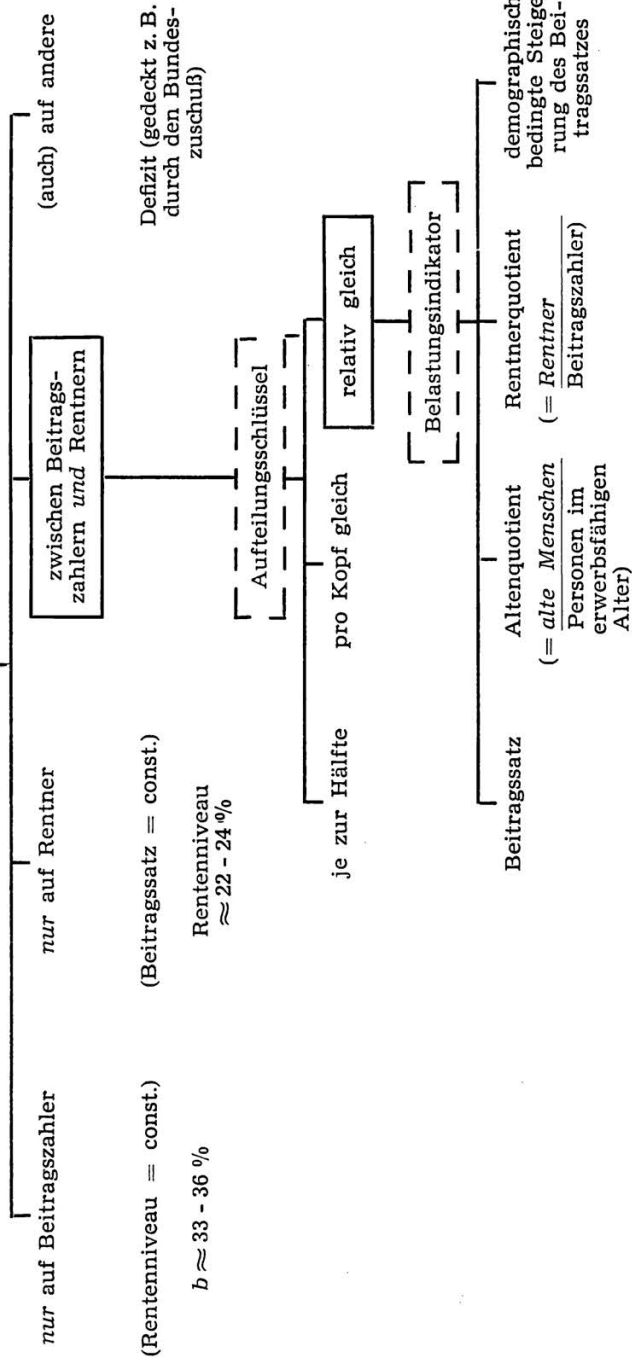 nur auf Beitragszahler
(Rentenniveau = const.)
b ≈ 33 - 36 %
nur auf Rentner
(Beitragssatz = const.)
Rentenniveau
≈ 22 - 24 %
zwischen Beitrags-
zahlern und Rentnern
(auch) auf andere
Defizit (gedeckt z. B.
durch den Bundes-
zuschuß)
Aufteilungsschlüssel
je zur Hälfte
pro Kopf gleich
relativ gleich
Belastungsindikator
Beitragssatz
Altenquotient
(= alte Menschen
Personen im
erwerbsfähigen
Alter)
Rentnerquotient
(= Rentner
Beitragszahler)
demographisch
bedingte Steige
rung des Bei-
tragssatzes